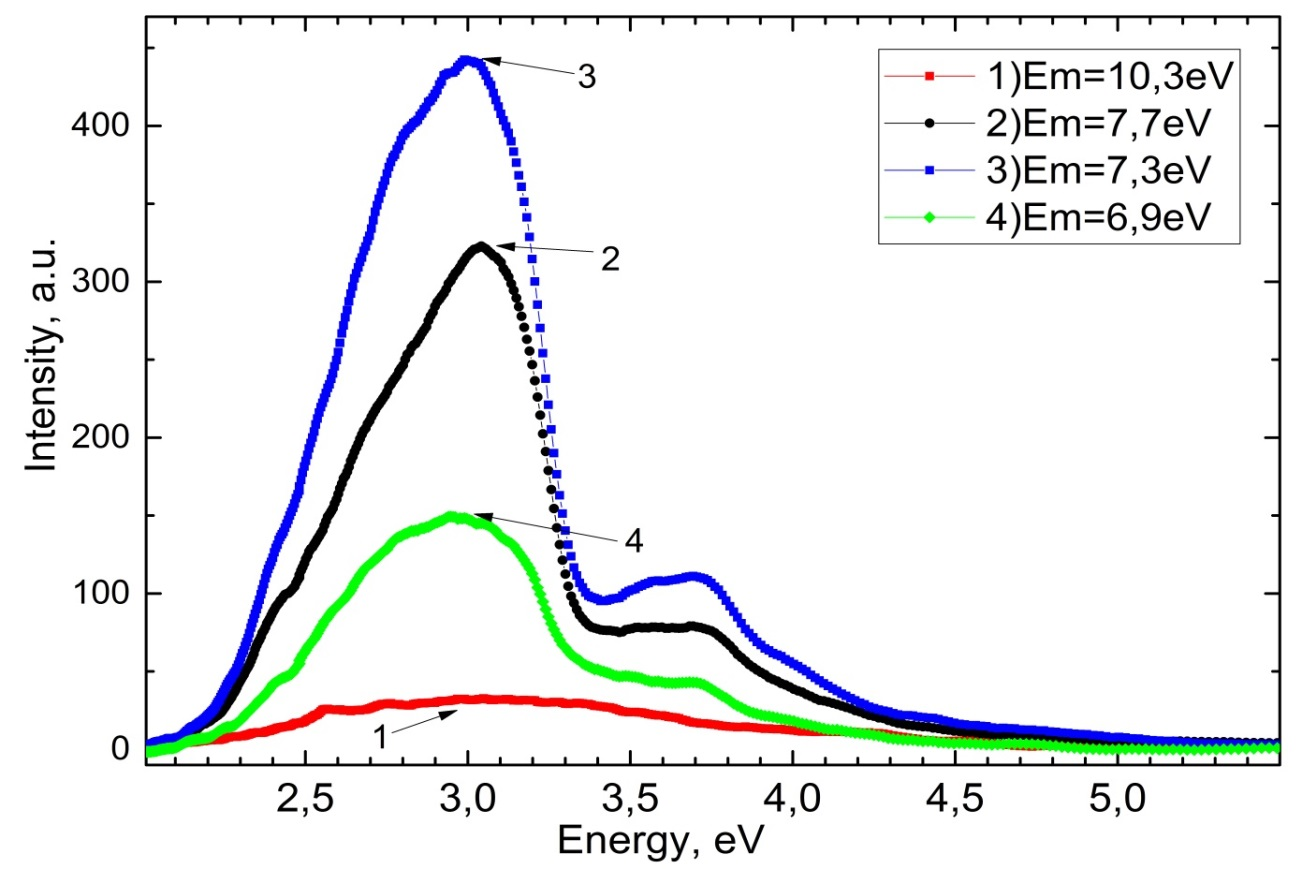 1)Em=10,3eV
2)Em=7,7eV
3)Em=7,3eV
4)Em=6,9eV
3
2
4
1
Intensity, a.u.
400
300
200
100
0
2,5 3,0 3,5 4,0 4,5 5,0
Energy, eV